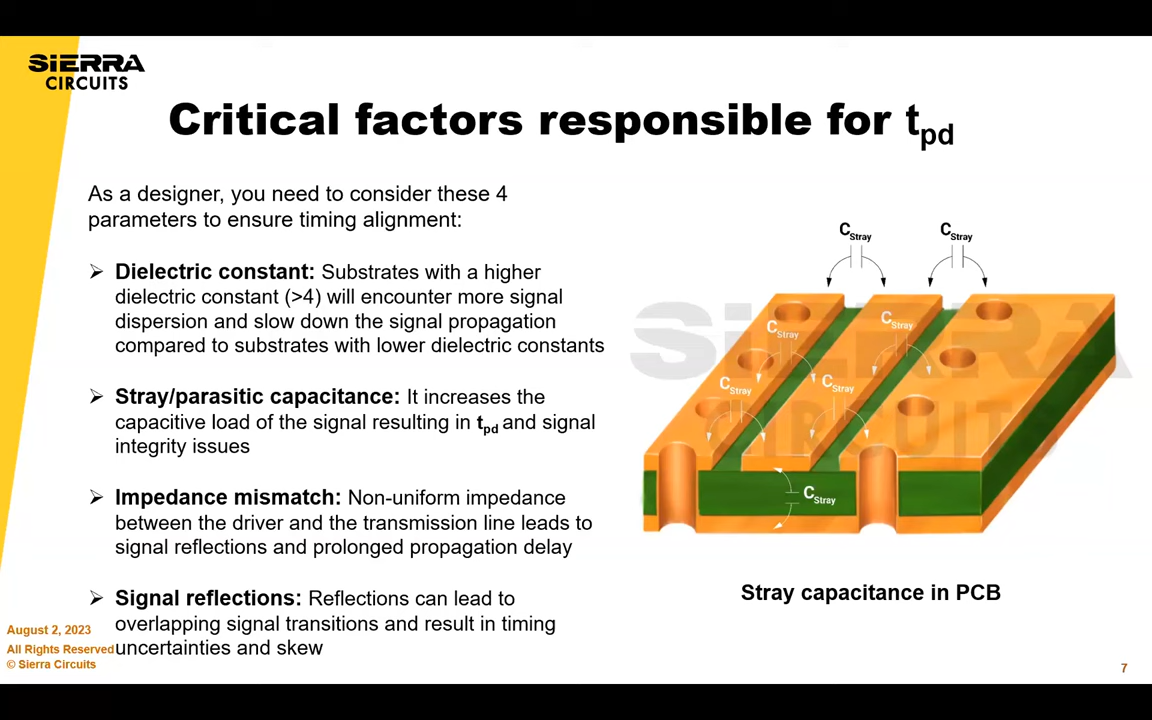 SIERRA
CIRCUITS
Critical factors responsible for tpd
As a designer, you need to consider these 4
parameters to ensure timing alignment:
➢ Dielectric constant: Substrates with a higher
dielectric constant (>4) will encounter more signal
dispersion and slow down the signal propagation
compared to substrates with lower dielectric constants
➢ Stray/parasitic capacitance: It increases the
capacitive load of the signal resulting in tpd and signal
integrity issues
➢ Impedance mismatch: Non-uniform impedance
between the driver and the transmission line leads to
signal reflections and prolonged propagation delay
➢ Signal reflections: Reflections can lead to
overlapping signal transitions and result in timing
uncertainties and skew
CStray
CStray
CStray
CStray
CStray
CStray
CStray
SIERRA
CIRCUITS
Stray capacitance in PCB
August 2, 2023
All Rights Reserved
© Sierra Circuits
7